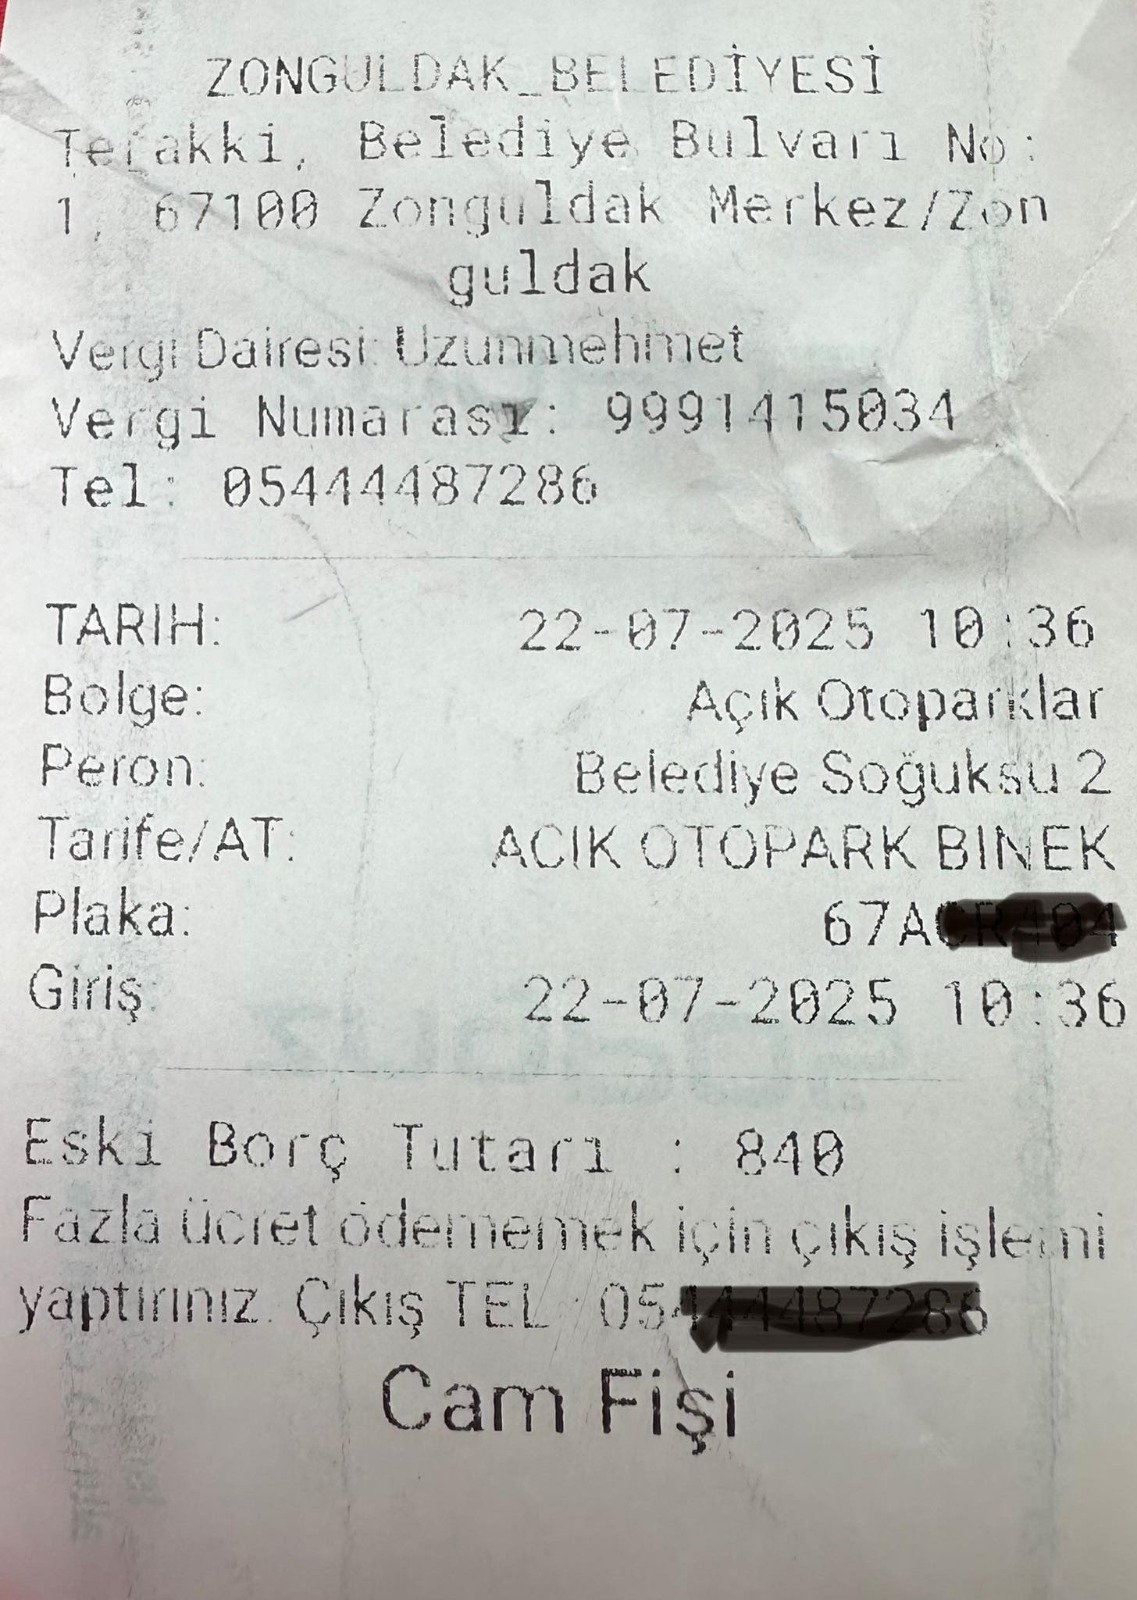 ZONGULDAK_BELEDİYESİ
Terakki, Belediye Bulvarı No:
1, 67100 Zonguldak Merkez/Zon
guldak
Vergi Dairesi: Uzunmehmet
Vergi Numarası: 9991415034
Tel: 05444487286
TARIH: 22-07-2025 10:36
Bolge: Açık Otoparklar
Peron: Belediye Soğuksu 2
Tarife/AT: ACIK OTOPARK BINEK
Plaka: 67A
Giriş: 22-07-2025 10:36
Eski Borç Tutarı : 840
Fazla ücret ödememek için çıkış işlemi
yaptırınız. Çıkış TEL : 05
Cam Fişi